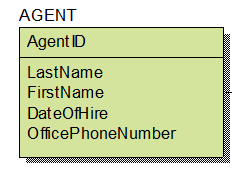 AGENT
AgentID
LastName
FirstName
DateOfHire
OfficePhoneNumber